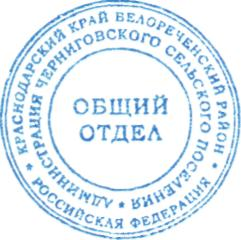 ★ КРАСНОДАРСКИЙ КРАЙ БЕЛОРЕЧЕНСКИЙ РАЙОН ★
РОССИЙСКАЯ ФЕДЕРАЦИЯ
АДМИНИСТРАЦИЯ ЧЕРНИГОВСКОГО СЕЛЬСКОГО ПОСЕЛЕНИЯ ★
ОБЩИЙ
ОТДЕЛ